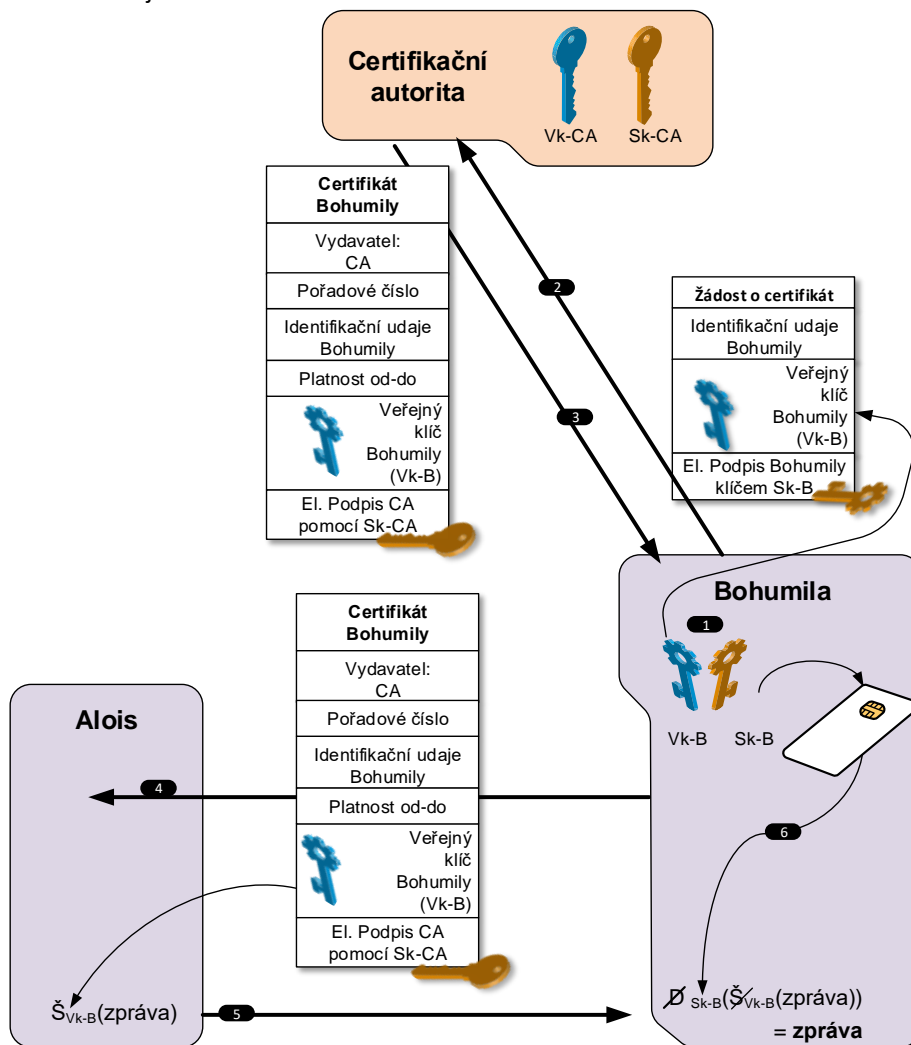 Certifikační
autorita
Vk-CA
Sk-CA
Certifikát
Bohumily
Vydavatel:
CA
Pořadové číslo
Identifikační udaje
Bohumily
Platnost od-do
Veřejný
klíč
Bohumily
(Vk-B)
El. Podpis CA
pomocí Sk-CA
2
3
Žádost o certifikát
Identifikační udaje
Bohumily
Veřejný
klíč
Bohumily
(Vk-B)
El. Podpis Bohumily
klíčem Sk-B
Bohumila
1
Vk-B
Sk-B
6
D Sk-B(ŠVk-B(zpráva))
= zpráva
Certifikát
Bohumily
Vydavatel:
CA
Pořadové číslo
Identifikační udaje
Bohumily
Platnost od-do
Veřejný
klíč
Bohumily
(Vk-B)
El. Podpis CA
pomocí Sk-CA
Alois
4
ŠVk-B(zpráva)
5